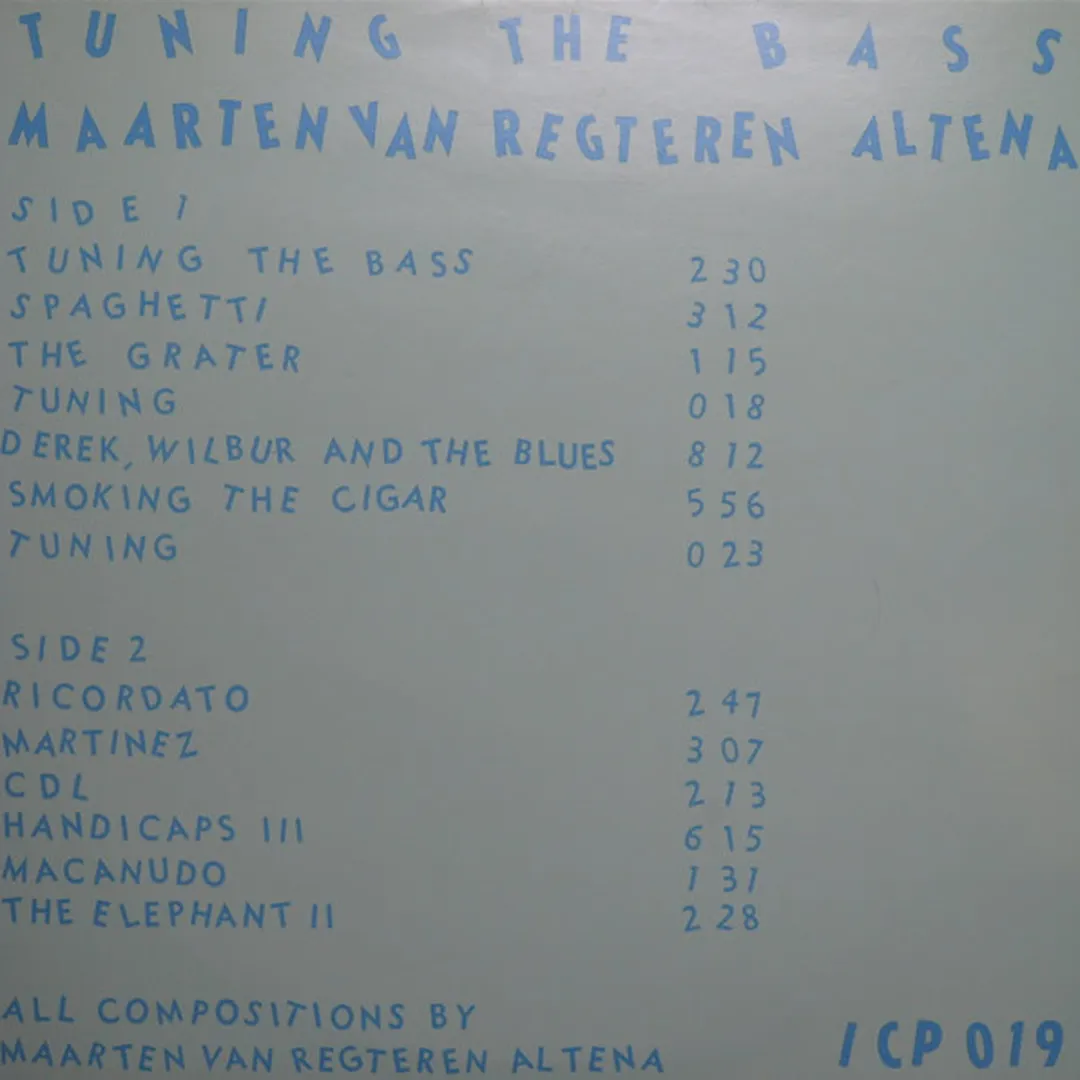 TUNING THE BASS
MAARTEN VAN REGTEREN ALTENA
SIDE 1
TUNING THE BASS 2 30
SPAGHETTI 3 12
THE GRATER 1 15
TUNING 0 18
DEREK, WILBUR AND THE BLUES 8 12
SMOKING THE CIGAR 5 56
TUNING 0 23
SIDE 2
RICORDATO 2 47
MARTINEZ 3 07
CDL 2 13
HANDICAPS III 6 15
MACANUDO 1 31
THE ELEPHANT II 2 28
ALL COMPOSITIONS BY
MAARTEN VAN REGTEREN ALTENA
ICP 019